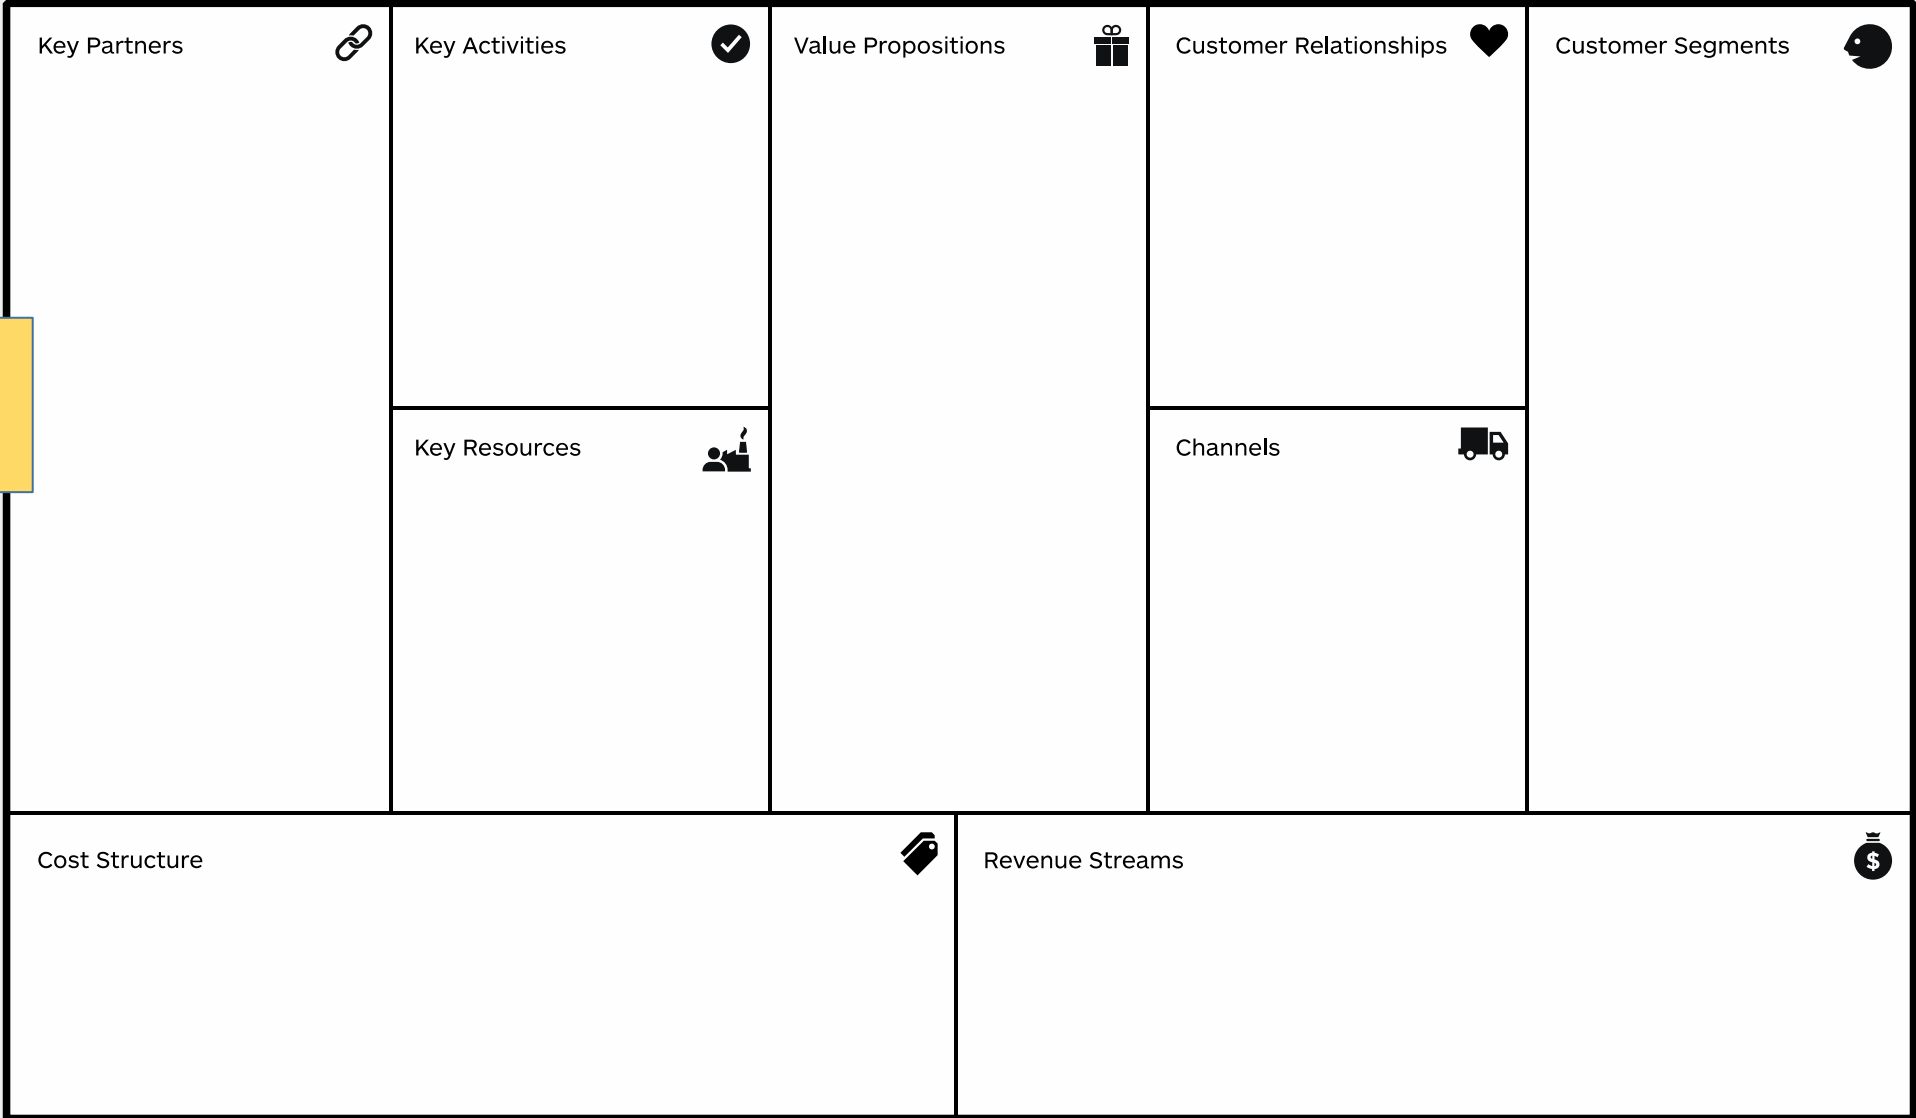 Key Partners
Key Activities
Value Propositions
Customer Relationships
Customer Segments
Key Resources
Channels
Cost Structure
Revenue Streams
$